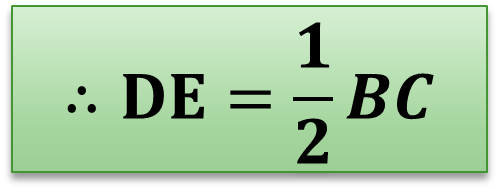 ∴ DE = 1/2 BC